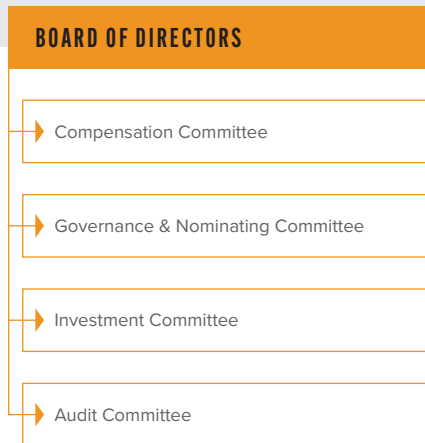 BOARD OF DIRECTORS
Compensation Committee
Governance & Nominating Committee
Investment Committee
Audit Committee